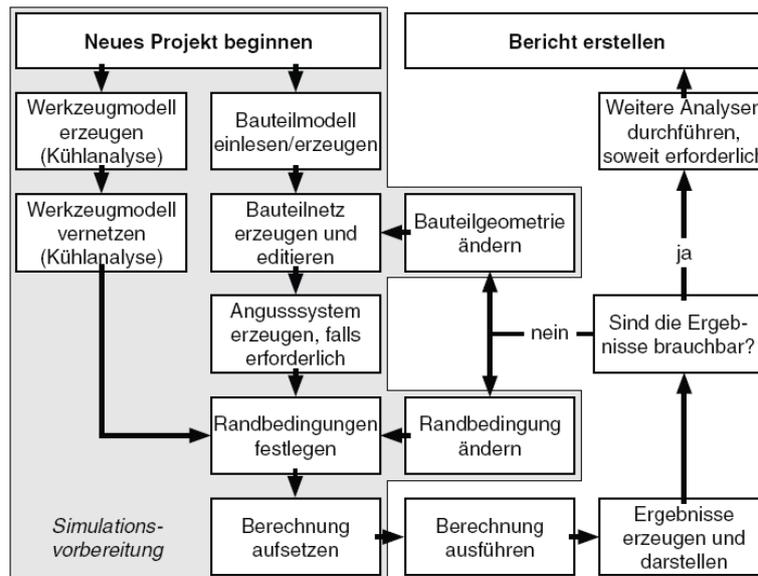 Neues Projekt beginnen
Bericht erstellen
Werkzeugmodell
erzeugen
(Kühlanalyse)
Bauteilmodell
einlesen/erzeugen
Weitere Analysen
durchführen,
soweit erforderlich
Werkzeugmodell
vernetzen
(Kühlanalyse)
Bauteilnetz
erzeugen und
editieren
Bauteilgeometrie
ändern
ja
Angusssystem
erzeugen, falls
erforderlich
nein
Sind die Ergeb-
nisse brauchbar?
Randbedingungen
festlegen
Randbedingung
ändern
Simulations-
vorbereitung
Berechnung
aufsetzen
Berechnung
ausführen
Ergebnisse
erzeugen und
darstellen